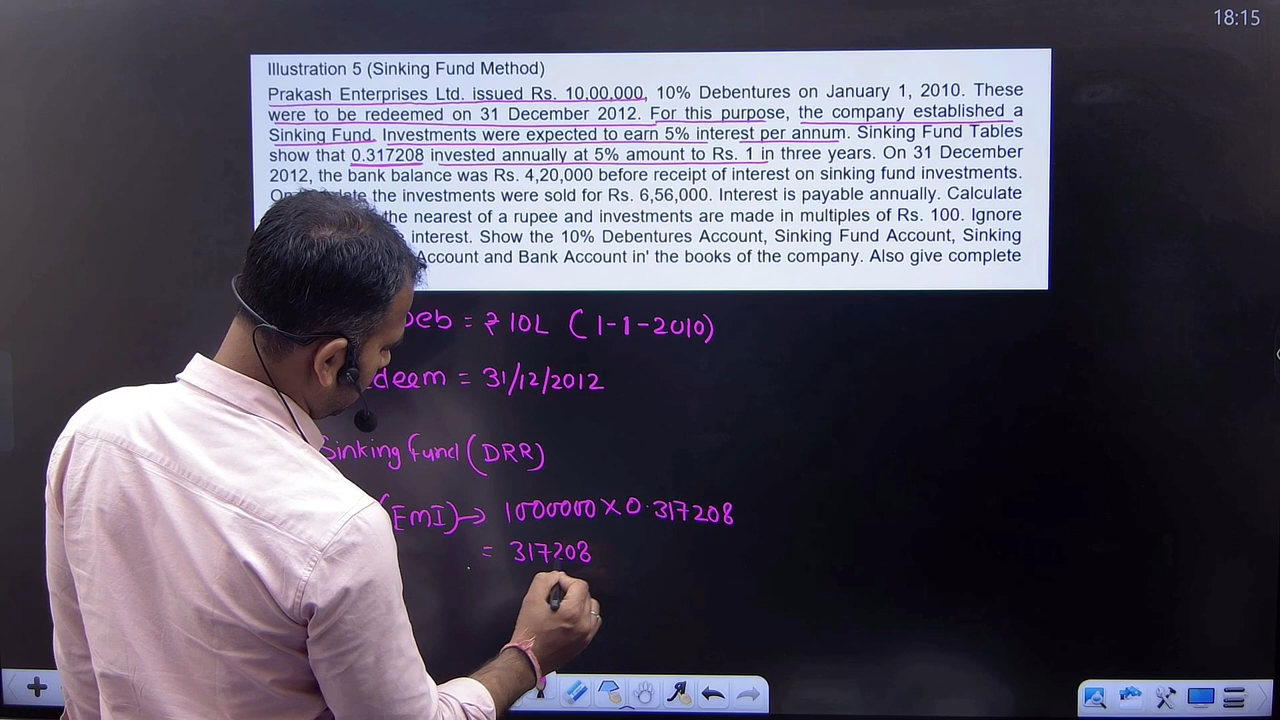 18:15
Illustration 5 (Sinking Fund Method)
Prakash Enterprises Ltd. issued Rs. 10,00,000, 10% Debentures on January 1, 2010. These
were to be redeemed on 31 December 2012. For this purpose, the company established a
Sinking Fund. Investments were expected to earn 5% interest per annum. Sinking Fund Tables
show that 0.317208 invested annually at 5% amount to Rs. 1 in three years. On 31 December
2012, the bank balance was Rs. 4,20,000 before receipt of interest on sinking fund investments.
the investments were sold for Rs. 6,56,000. Interest is payable annually. Calculate
the nearest of a rupee and investments are made in multiples of Rs. 100. Ignore
interest. Show the 10% Debentures Account, Sinking Fund Account, Sinking
Account and Bank Account in' the books of the company. Also give complete
Deb = ₹ 10L (1-1-2010)
deem = 31/12/2012
Sinking fund (DRR)
(EMI) → 1000000 × 0.317208
= 317208